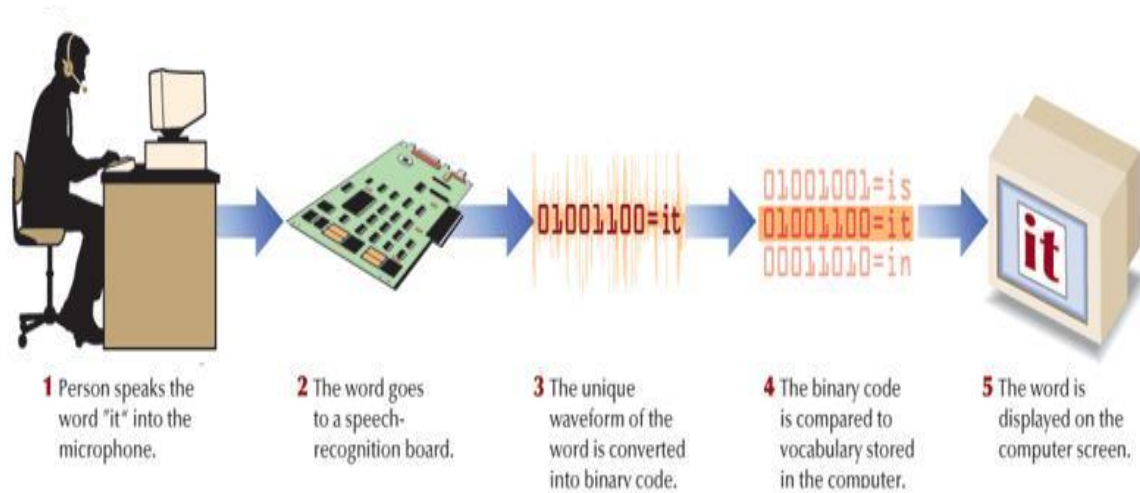 01001100=it
01001001=is
01001100=it
00011010=in
it
1 Person speaks the
word "it" into the
microphone.
2 The word goes
to a speech-
recognition board.
3 The unique
waveform of the
word is converted
into binary code.
4 The binary code
is compared to
vocabulary stored
in the computer.
5 The word is
displayed on the
computer screen.